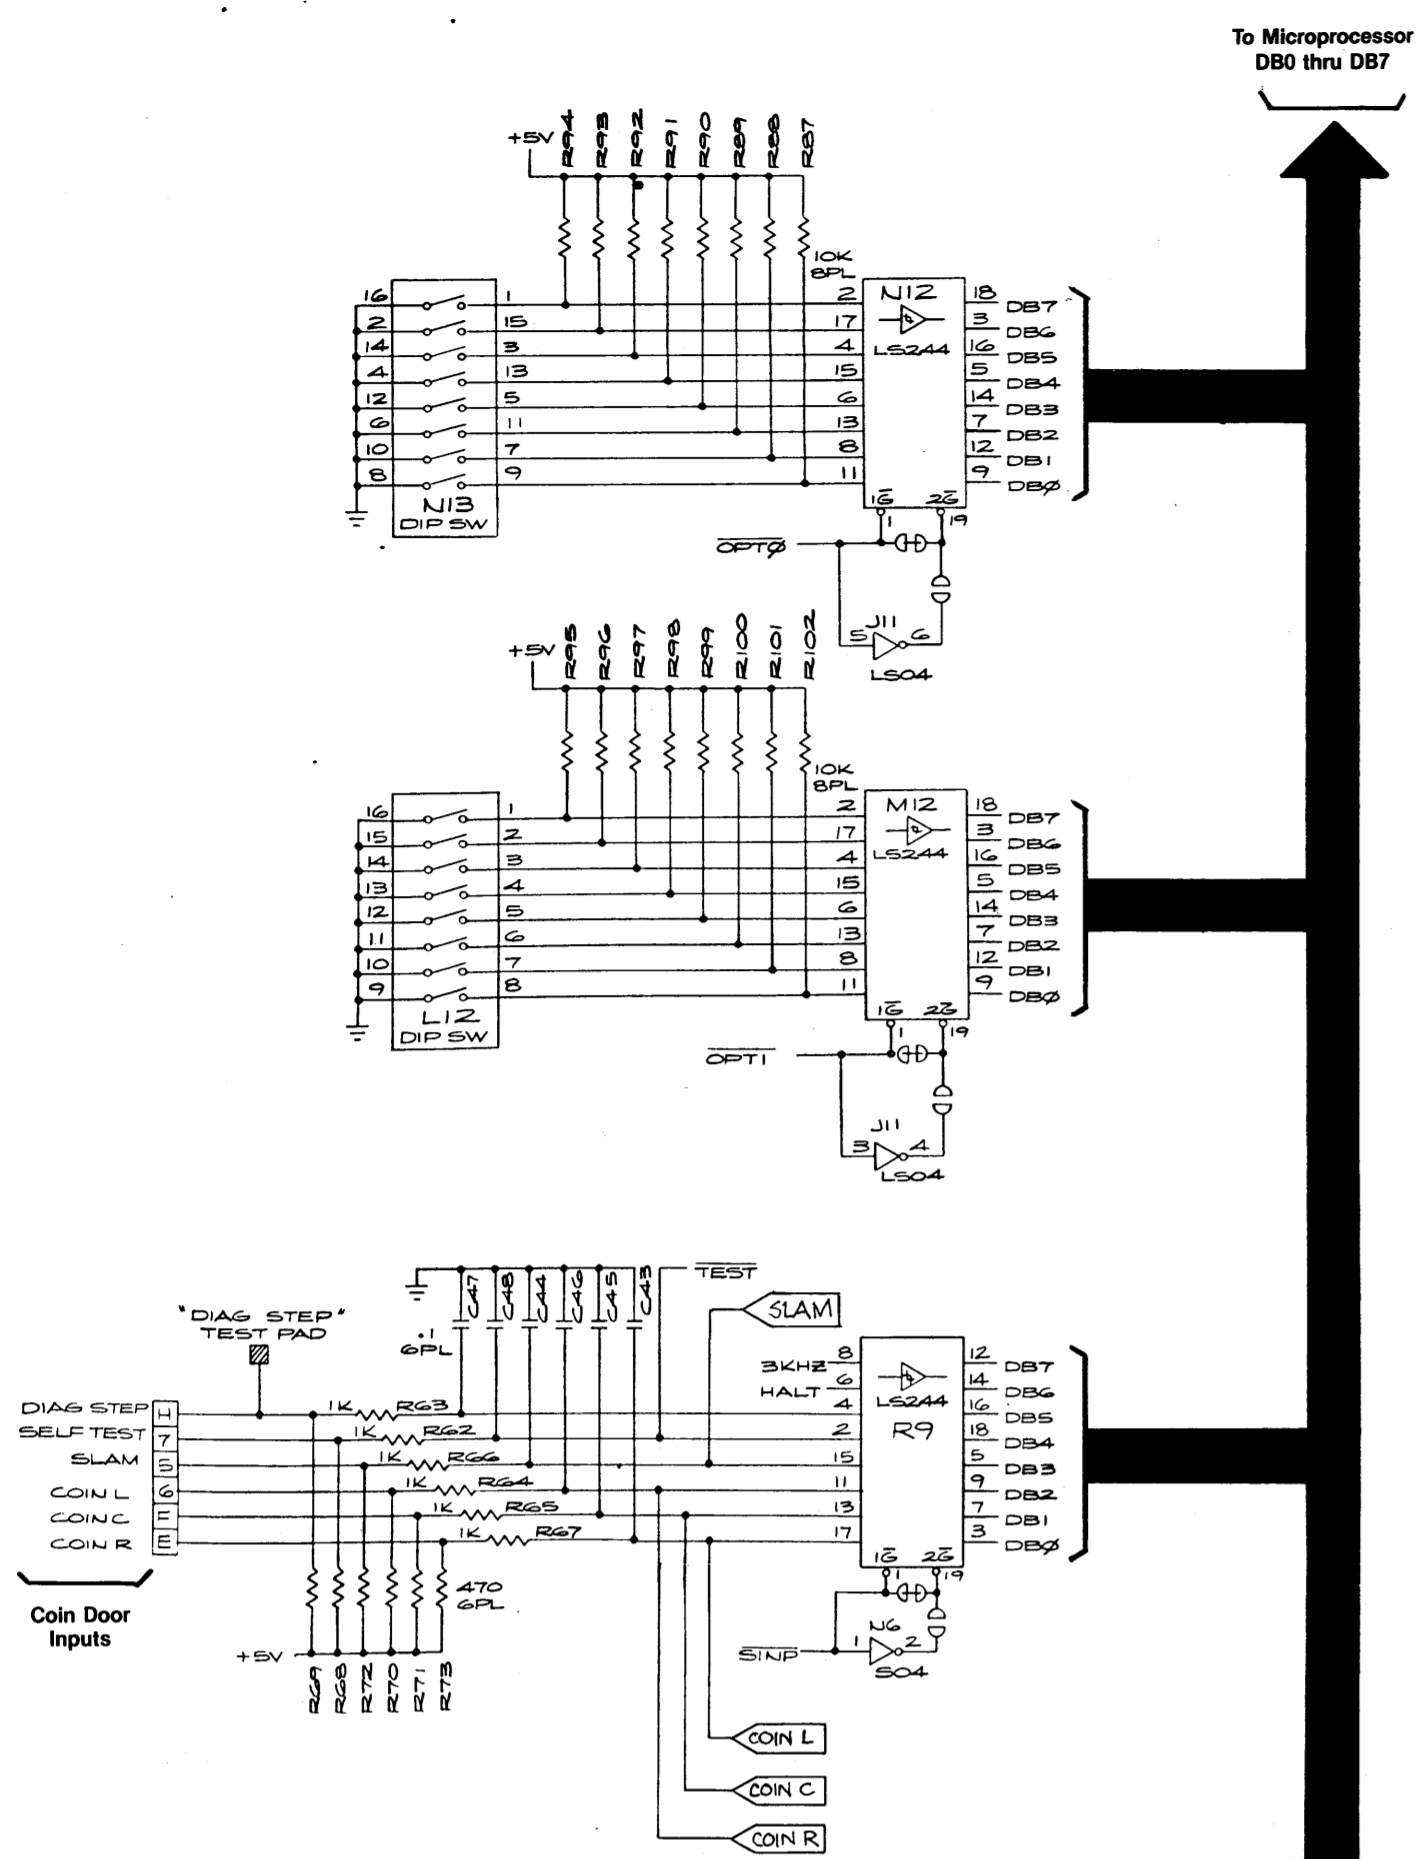 To Microprocessor
DB0 thru DB7
+5V R94 R93 R92 R91 R90 R89 R88 R87
10K
8PL
16 1 2 N12 18 DB7
2 15 17 3 DB6
14 3 4 LS244 16 DB5
4 13 15 5 DB4
12 5 6 14 DB3
6 11 13 7 DB2
10 7 8 12 DB1
8 9 11 9 DBØ
N13 1G̅ 2G̅
DIP SW 1 19
O̅P̅T̅Ø̅
J11
5 6
LS04
+5V R95 R96 R97 R98 R99 R100 R101 R102
10K
8PL
16 1 2 M12 18 DB7
15 2 17 3 DB6
14 3 4 LS244 16 DB5
13 4 15 5 DB4
12 5 6 14 DB3
11 6 13 7 DB2
10 7 8 12 DB1
9 8 11 9 DBØ
L12 1G̅ 2G̅
DIP SW 1 19
O̅P̅T̅1̅
J11
3 4
LS04
C47 C48 C44 C46 C45 C43 T̅E̅S̅T̅
"DIAG STEP"
TEST PAD
.1
6PL
SLAM
3KHZ 8 12 DB7
HALT 6 LS244 14 DB6
DIAG STEP H 1K R63 4 16 DB5
SELF TEST 7 1K R62 2 R9 18 DB4
SLAM 5 1K R66 15 5 DB3
COIN L 6 1K R64 11 9 DB2
COIN C F 1K R65 13 7 DB1
COIN R E 1K R67 17 3 DBØ
1G̅ 2G̅
1 19
470
6PL
Coin Door
Inputs
+5V R69 R68 R72 R70 R71 R73
S̅I̅N̅P̅
N6
1 2
S04
COIN L
COIN C
COIN R